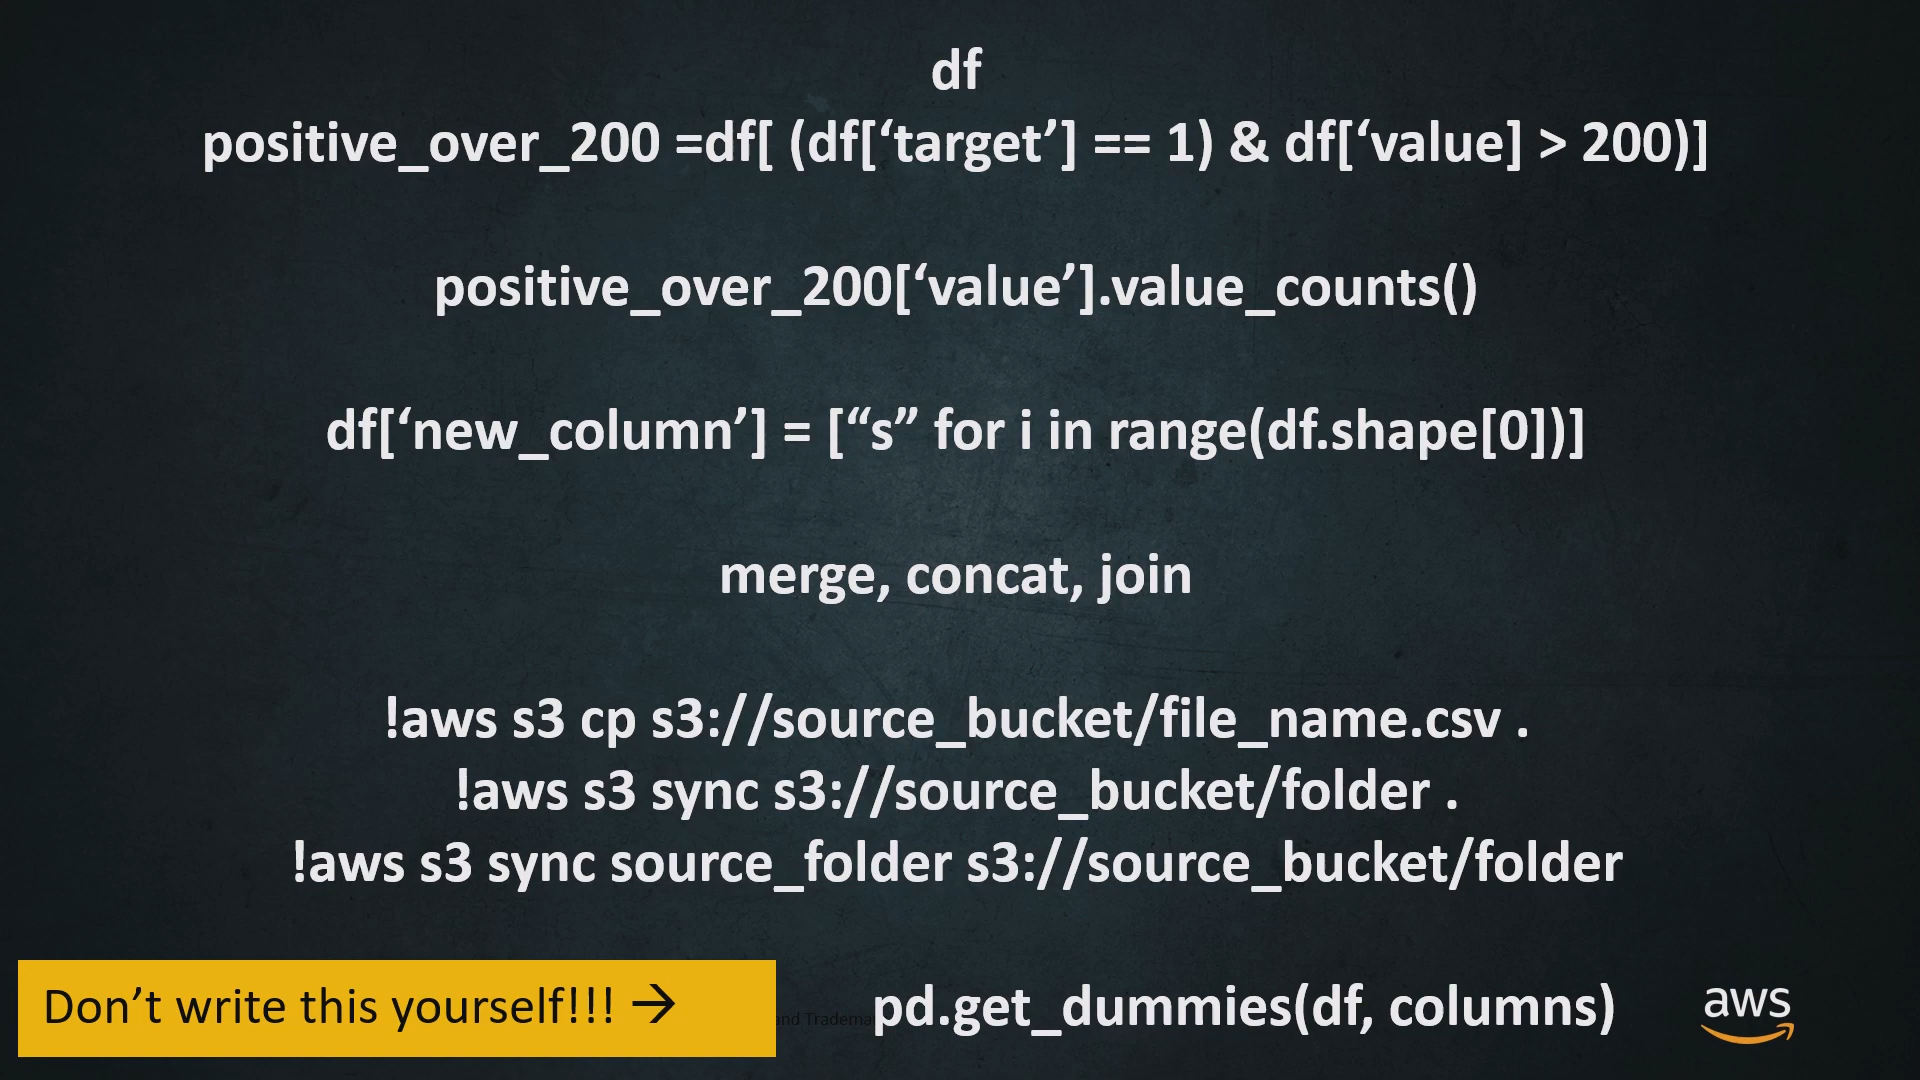 df
positive_over_200 =df[ (df[‘target’] == 1) & df[‘value] > 200)]
positive_over_200[‘value’].value_counts()
df[‘new_column’] = [“s” for i in range(df.shape[0])]
merge, concat, join
!aws s3 cp s3://source_bucket/file_name.csv .
!aws s3 sync s3://source_bucket/folder .
!aws s3 sync source_folder s3://source_bucket/folder
Don’t write this yourself!!! →
and Tradema
pd.get_dummies(df, columns)
aws